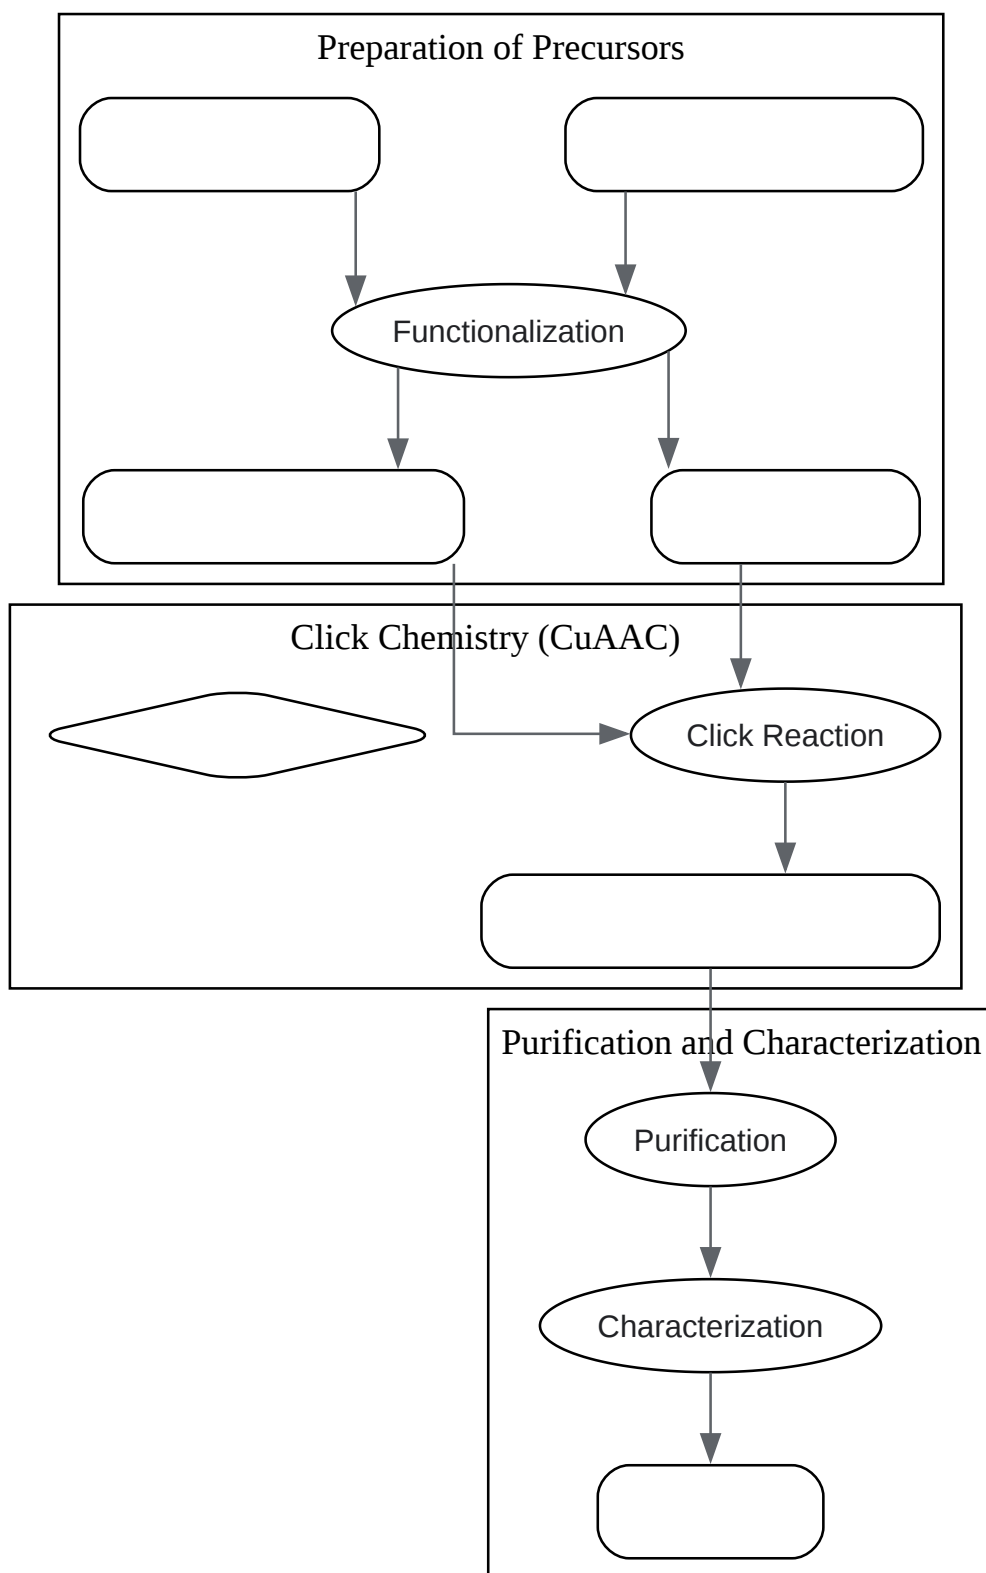 Preparation of Precursors
Functionalization
Click Chemistry (CuAAC)
Click Reaction
Purification and Characterization
Purification
Characterization